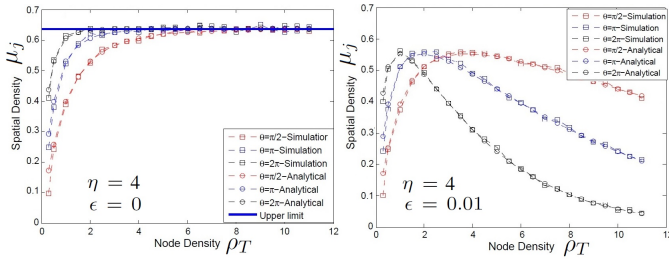 0.7
0.6
0.5
0.4
0.3
0.2
0.1
0
Spatial Density μj
η = 4
ϵ = 0
θ=π/2-Simulation
θ=π-Simulation
θ=2π-Simulation
θ=π/2-Analytical
θ=π-Analytical
θ=2π-Analytical
Upper limit
0 2 4 6 8 10 12
Node Density ρT
0.7
0.6
0.5
0.4
0.3
0.2
0.1
0
Spatial Density μj
θ=π/2-Simulation
θ=π-Simulation
θ=2π-Simulation
θ=π/2-Analytical
θ=π-Analytical
θ=2π-Analytical
η = 4
ϵ = 0.01
0 2 4 6 8 10 12
Node Density ρT